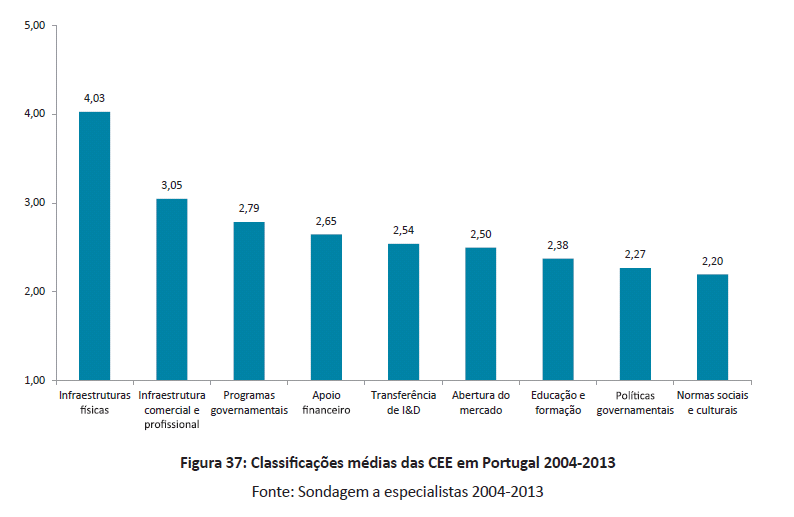 5,00
4,00
3,00
2,00
1,00
4,03
3,05
2,79
2,65
2,54
2,50
2,38
2,27
2,20
Infraestruturas
físicas
Infraestrutura
comercial e
profissional
Programas
governamentais
Apoio
financeiro
Transferência
de I&D
Abertura do
mercado
Educação e
formação
Políticas
governamentais
Normas sociais
e culturais
Figura 37: Classificações médias das CEE em Portugal 2004-2013
Fonte: Sondagem a especialistas 2004-2013